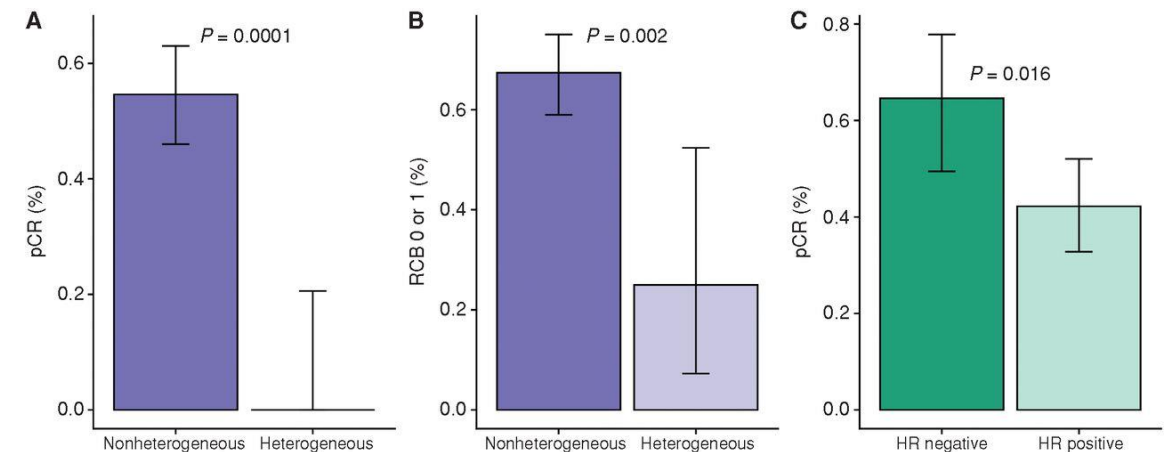 A
P = 0.0001
pCR (%)
0.6
0.4
0.2
0.0
Nonheterogeneous Heterogeneous
B
P = 0.002
RCB 0 or 1 (%)
0.6
0.4
0.2
0.0
Nonheterogeneous Heterogeneous
C
P = 0.016
pCR (%)
0.8
0.6
0.4
0.2
0.0
HR negative HR positive